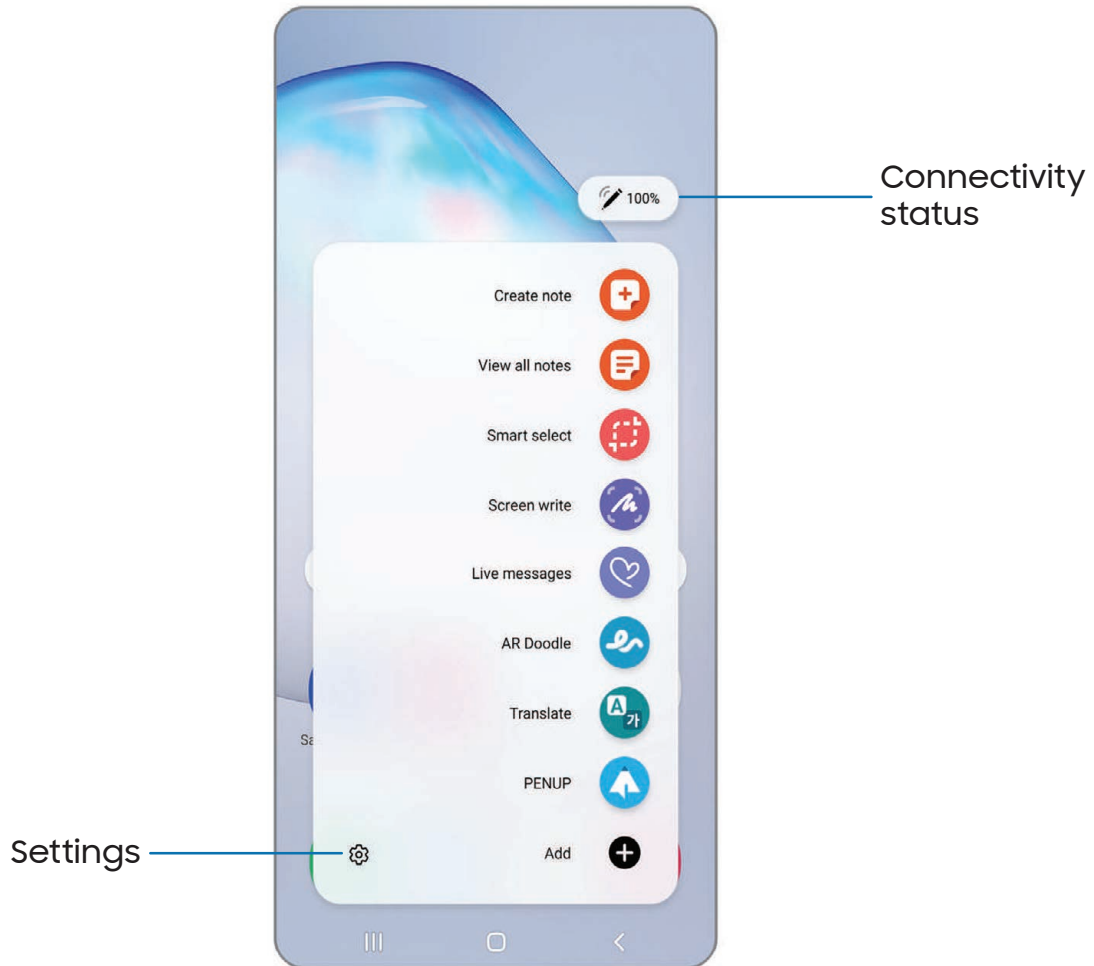 100%
Connectivity
status
Create note
View all notes
Smart select
Screen write
Live messages
AR Doodle
A
가
Translate
PENUP
Sa
Settings
Add